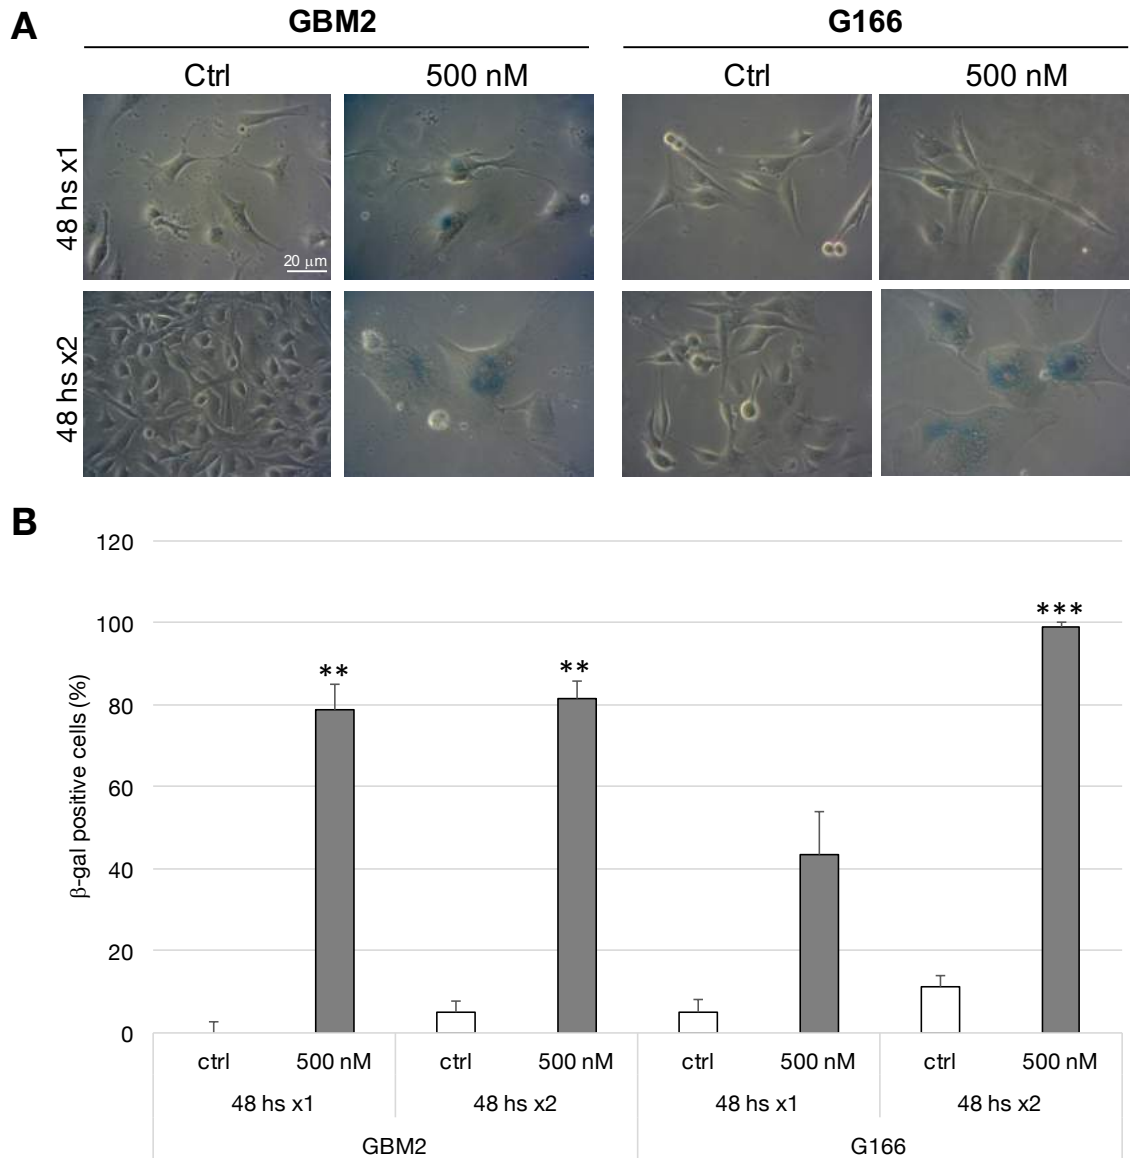 A
GBM2
G166
Ctrl
500 nM
Ctrl
500 nM
48 hs x1
20 μm
48 hs x2
B
β-gal positive cells (%)
120
100
80
60
40
20
0
**
**
***
ctrl
500 nM
ctrl
500 nM
ctrl
500 nM
ctrl
500 nM
48 hs x1
48 hs x2
48 hs x1
48 hs x2
GBM2
G166